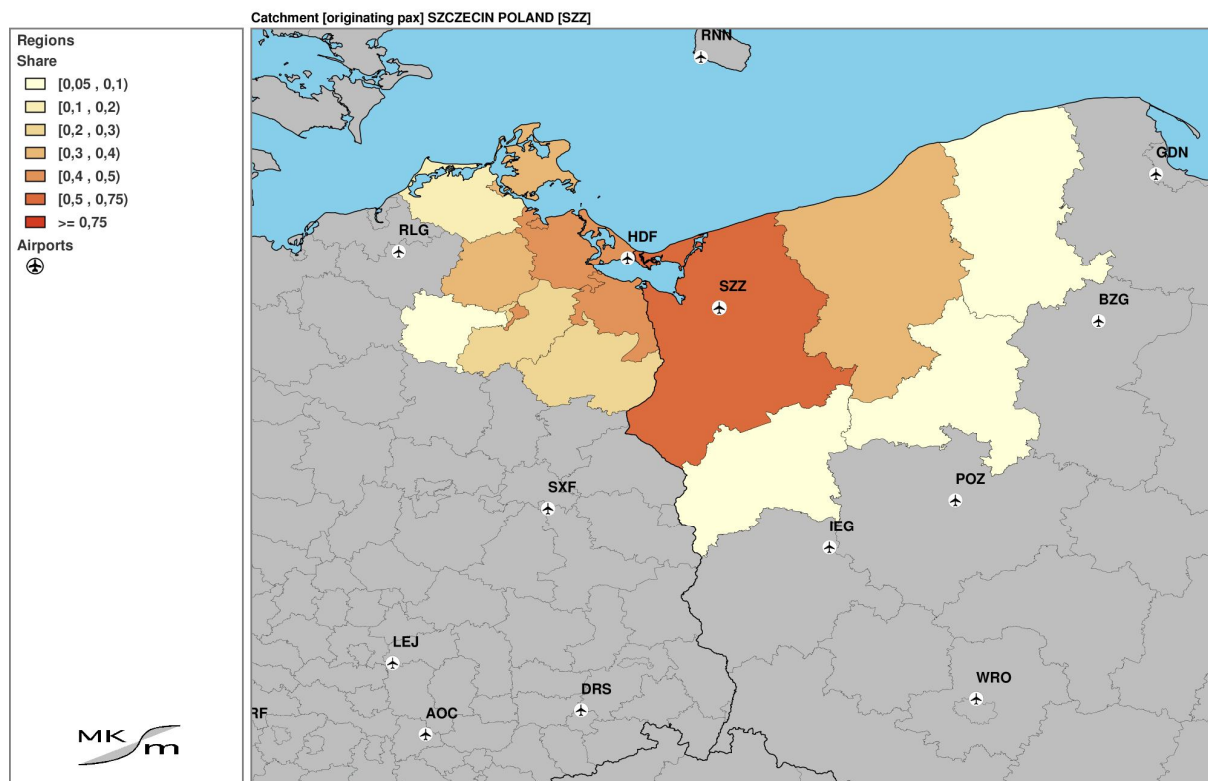 Catchment [originating pax] SZCZECIN POLAND [SZZ]
Regions
Share
[0,05 , 0,1)
[0,1 , 0,2)
[0,2 , 0,3)
[0,3 , 0,4)
[0,4 , 0,5)
[0,5 , 0,75)
>= 0,75
Airports
RNN
GDN
RLG
HDF
SZZ
BZG
SXF
POZ
IEG
LEJ
DRS
WRO
RF
AOC
MK
m